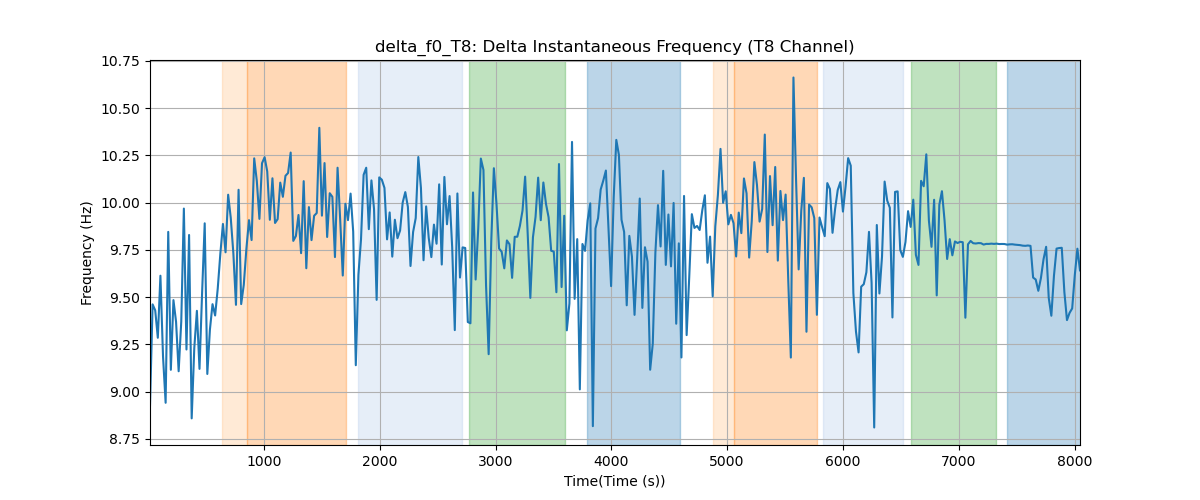 delta_f0_T8: Delta Instantaneous Frequency (T8 Channel)
10.75
10.50
10.25
10.00
9.75
9.50
9.25
9.00
8.75
Frequency (Hz)
1000 2000 3000 4000 5000 6000 7000 8000
Time(Time (s))